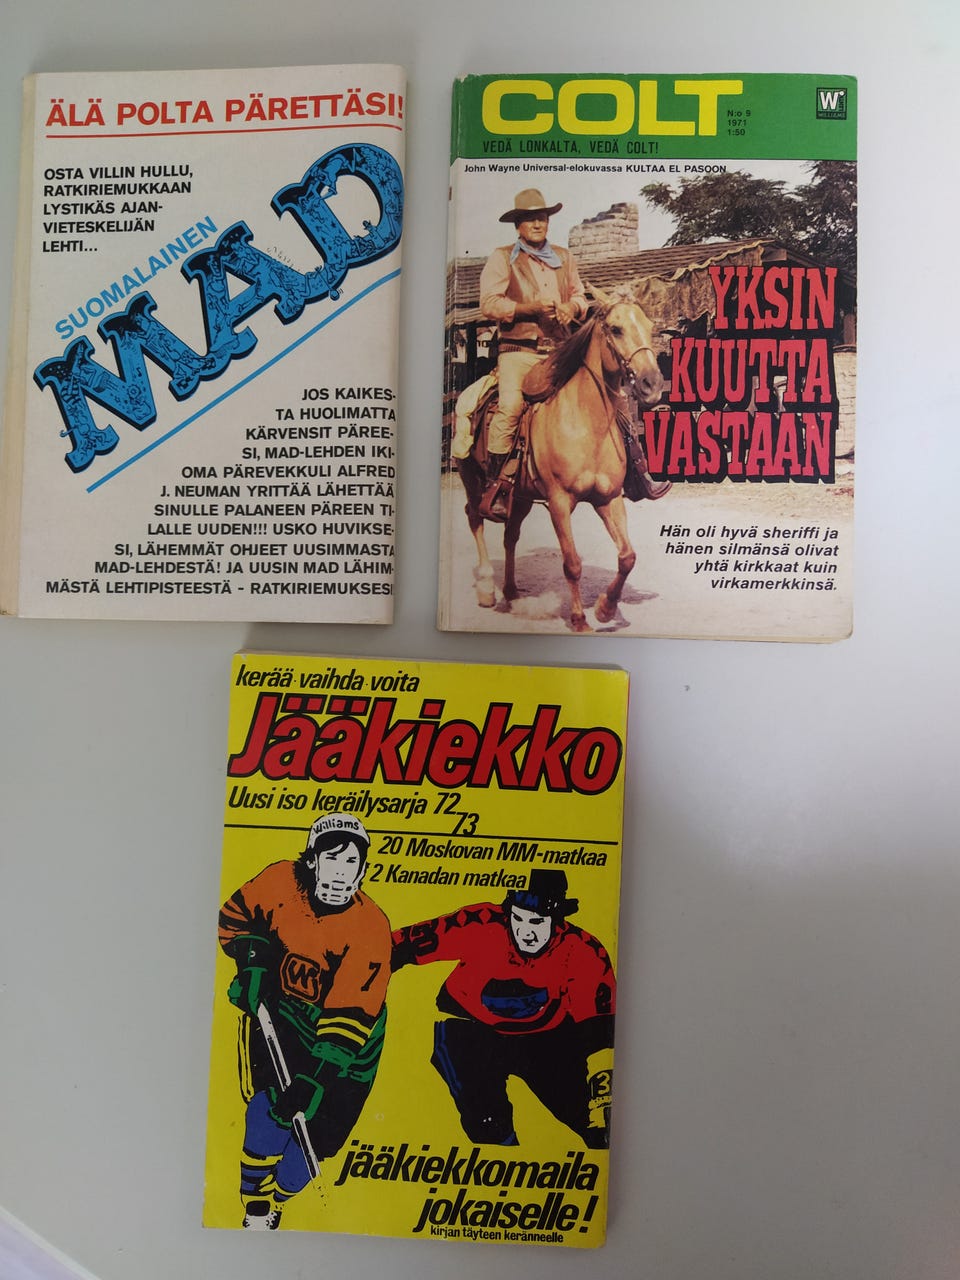 ÄLÄ POLTA PÄRETTÄSI!
OSTA VILLIN HULLU,
RATKIRIEMUKKAAN
LYSTIKÄS AJAN-
VIETESKELIJÄN
LEHTI...
SUOMALAINEN
MAD
JOS KAIKES-
TA HUOLIMATTA
KÄRVENSIT PÄREE-
SI, MAD-LEHDEN IKI-
OMA PÄREVEKKULI ALFRED
J. NEUMAN YRITTÄÄ LÄHETTÄÄ
SINULLE PALANEEN PÄREEN TI-
LALLE UUDEN!!! USKO HUVIKSE-
SI, LÄHEMMÄT OHJEET UUSIMMASTA
MAD-LEHDESTÄ! JA UUSIN MAD LÄHIM-
MÄSTÄ LEHTIPISTEESTÄ - RATKIRIEMUKSESI
COLT
N:o 9
1971
1:50
W
LEHTI
WILLIAMS
VEDÄ LONKALTA, VEDÄ COLT!
John Wayne Universal-elokuvassa KULTAA EL PASOON
YKSIN
KUUTTA
VASTAAN
Hän oli hyvä sheriffi ja
hänen silmänsä olivat
yhtä kirkkaat kuin
virkamerkkinsä.
kerää·vaihda·voita
Jääkiekko
Uusi iso keräilysarja 72
73
20 Moskovan MM-matkaa
2 Kanadan matkaa
Williams
VM
W
7
3
jääkiekkomaila
jokaiselle!
kirjan täyteen keränneelle